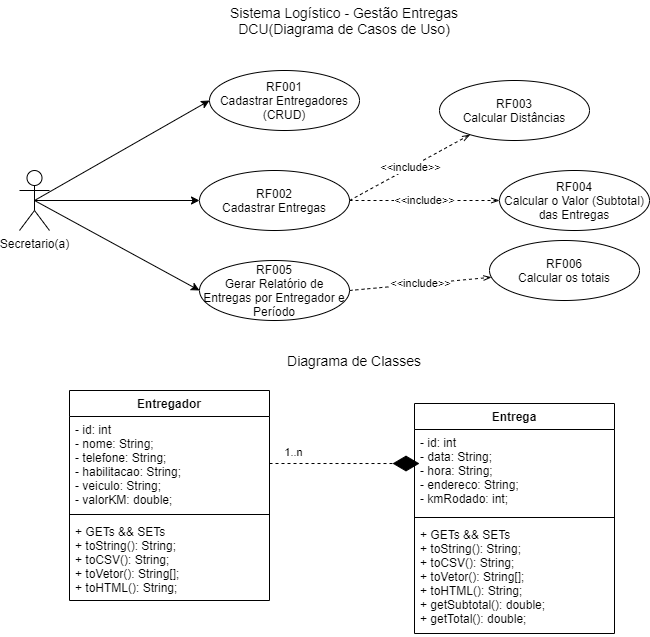 Sistema Logístico - Gestão Entregas
DCU(Diagrama de Casos de Uso)
RF001
Cadastrar Entregadores
(CRUD)
RF003
Calcular Distâncias
<<include>>
RF002
Cadastrar Entregas
<<include>>
RF004
Calcular o Valor (Subtotal)
das Entregas
Secretario(a)
RF005
Gerar Relatório de
Entregas por Entregador e
Período
<<include>>
RF006
Calcular os totais
Diagrama de Classes
Entregador
- id: int
- nome: String;
- telefone: String;
- habilitacao: String;
- veiculo: String;
- valorKM: double;
+ GETs && SETs
+ toString(): String;
+ toCSV(): String;
+ toVetor(): String[];
+ toHTML(): String;
1..n
Entrega
- id: int
- data: String;
- hora: String;
- endereco: String;
- kmRodado: int;
+ GETs && SETs
+ toString(): String;
+ toCSV(): String;
+ toVetor(): String[];
+ toHTML(): String;
+ getSubtotal(): double;
+ getTotal(): double;